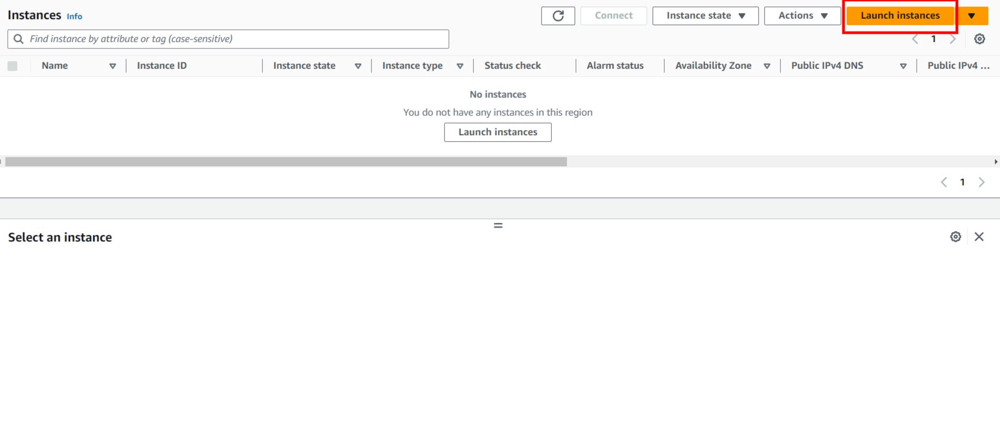 Instances Info
Connect Instance state Actions Launch instances
Find instance by attribute or tag (case-sensitive)
1
Name Instance ID Instance state Instance type Status check Alarm status Availability Zone Public IPv4 DNS Public IPv4 ...
No instances
You do not have any instances in this region
Launch instances
1
Select an instance